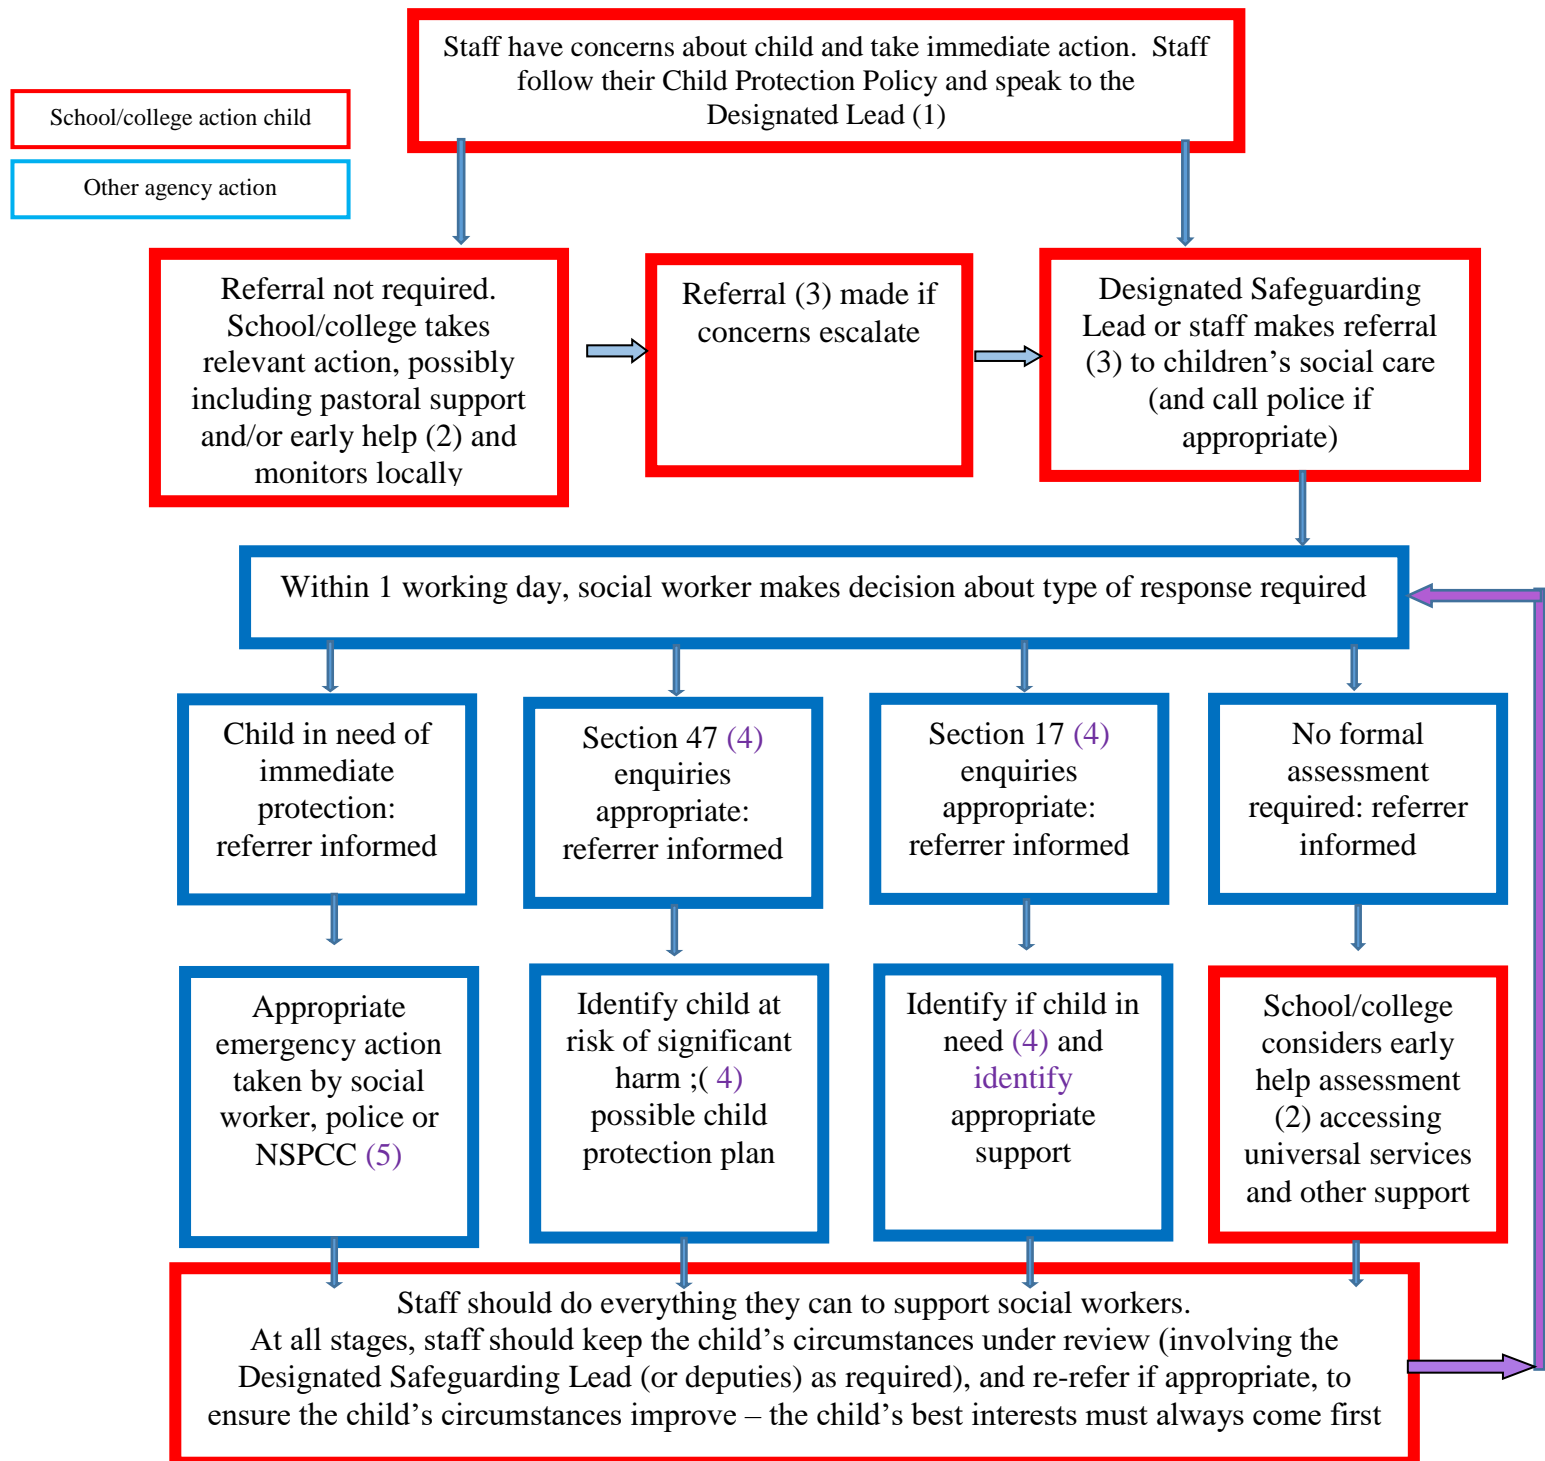 Staff have concerns about child and take immediate action.  Staff
follow their Child Protection Policy and speak to the
Designated Lead (1)
School/college action child
Other agency action
Referral not required.
School/college takes
relevant action, possibly
including pastoral support
and/or early help (2) and
monitors locally
Referral (3) made if
concerns escalate
Designated Safeguarding
Lead or staff makes referral
(3) to children’s social care
(and call police if
appropriate)
Within 1 working day, social worker makes decision about type of response required
Child in need of
immediate
protection:
referrer informed
Section 47 (4)
enquiries
appropriate:
referrer informed
Section 17 (4)
enquiries
appropriate:
referrer informed
No formal
assessment
required: referrer
informed
Appropriate
emergency action
taken by social
worker, police or
NSPCC (5)
Identify child at
risk of significant
harm ;( 4)
possible child
protection plan
Identify if child in
need (4) and
identify
appropriate
support
School/college
considers early
help assessment
(2) accessing
universal services
and other support
Staff should do everything they can to support social workers.
At all stages, staff should keep the child’s circumstances under review (involving the
Designated Safeguarding Lead (or deputies) as required), and re-refer if appropriate, to
ensure the child’s circumstances improve – the child’s best interests must always come first